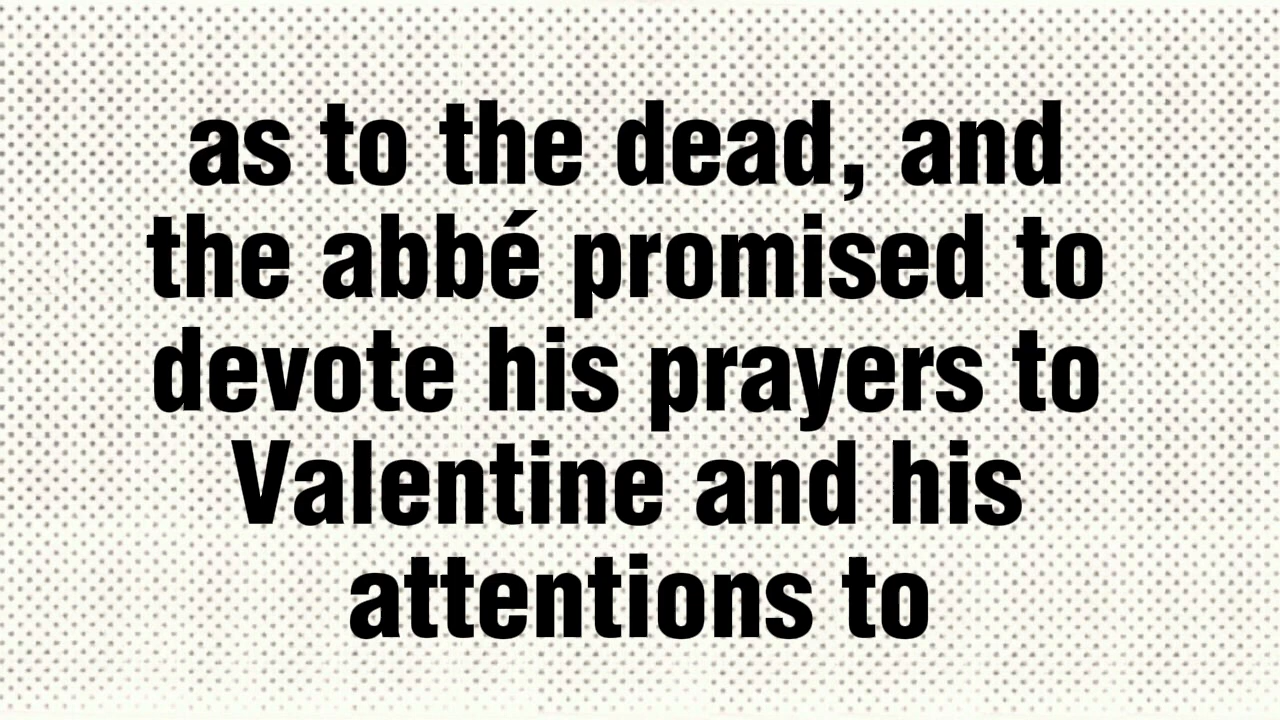 as to the dead, and
the abbé promised to
devote his prayers to
Valentine and his
attentions to